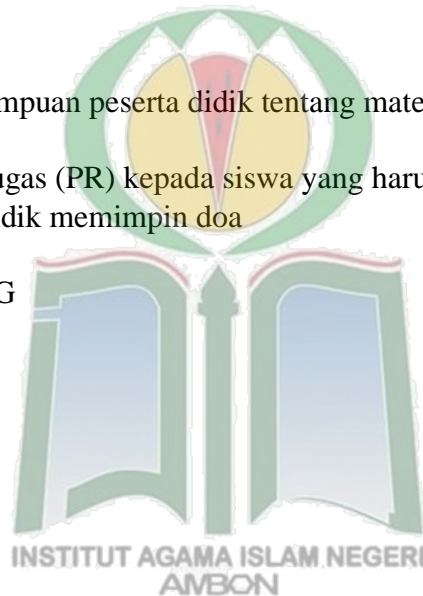 mpuan peserta didik tentang mate
ugas (PR) kepada siswa yang haru
dik memimpin doa
G
INSTITUT AGAMA ISLAM NEGERI
AMBON